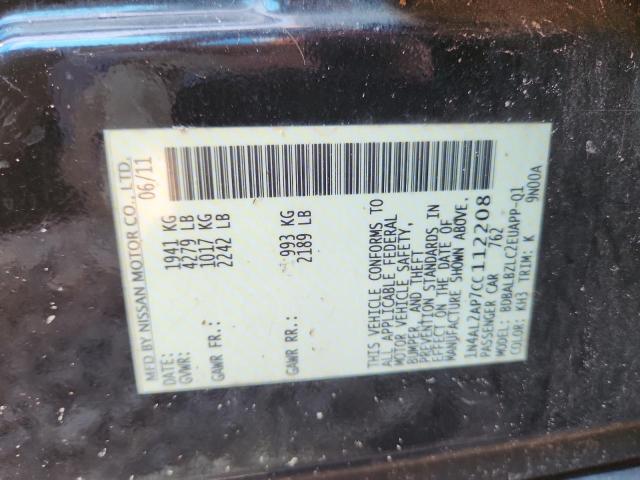 MFD BY NISSAN MOTOR CO., LTD.
DATE: 06/11
GVWR: 1941 KG
4279 LB
GAWR FR.: 1017 KG
2242 LB
GAWR RR.: 993 KG
2189 LB
THIS VEHICLE CONFORMS TO
ALL APPLICABLE FEDERAL
MOTOR VEHICLE SAFETY,
BUMPER, AND THEFT
PREVENTION STANDARDS IN
EFFECT ON THE DATE OF
MANUFACTURE SHOWN ABOVE.
1N4AL2AP7CC112208
PASSENGER CAR 762
MODEL: BDBALBZLCZEUAPP-Q1
COLOR: KH3 TRIM: K 9N00A